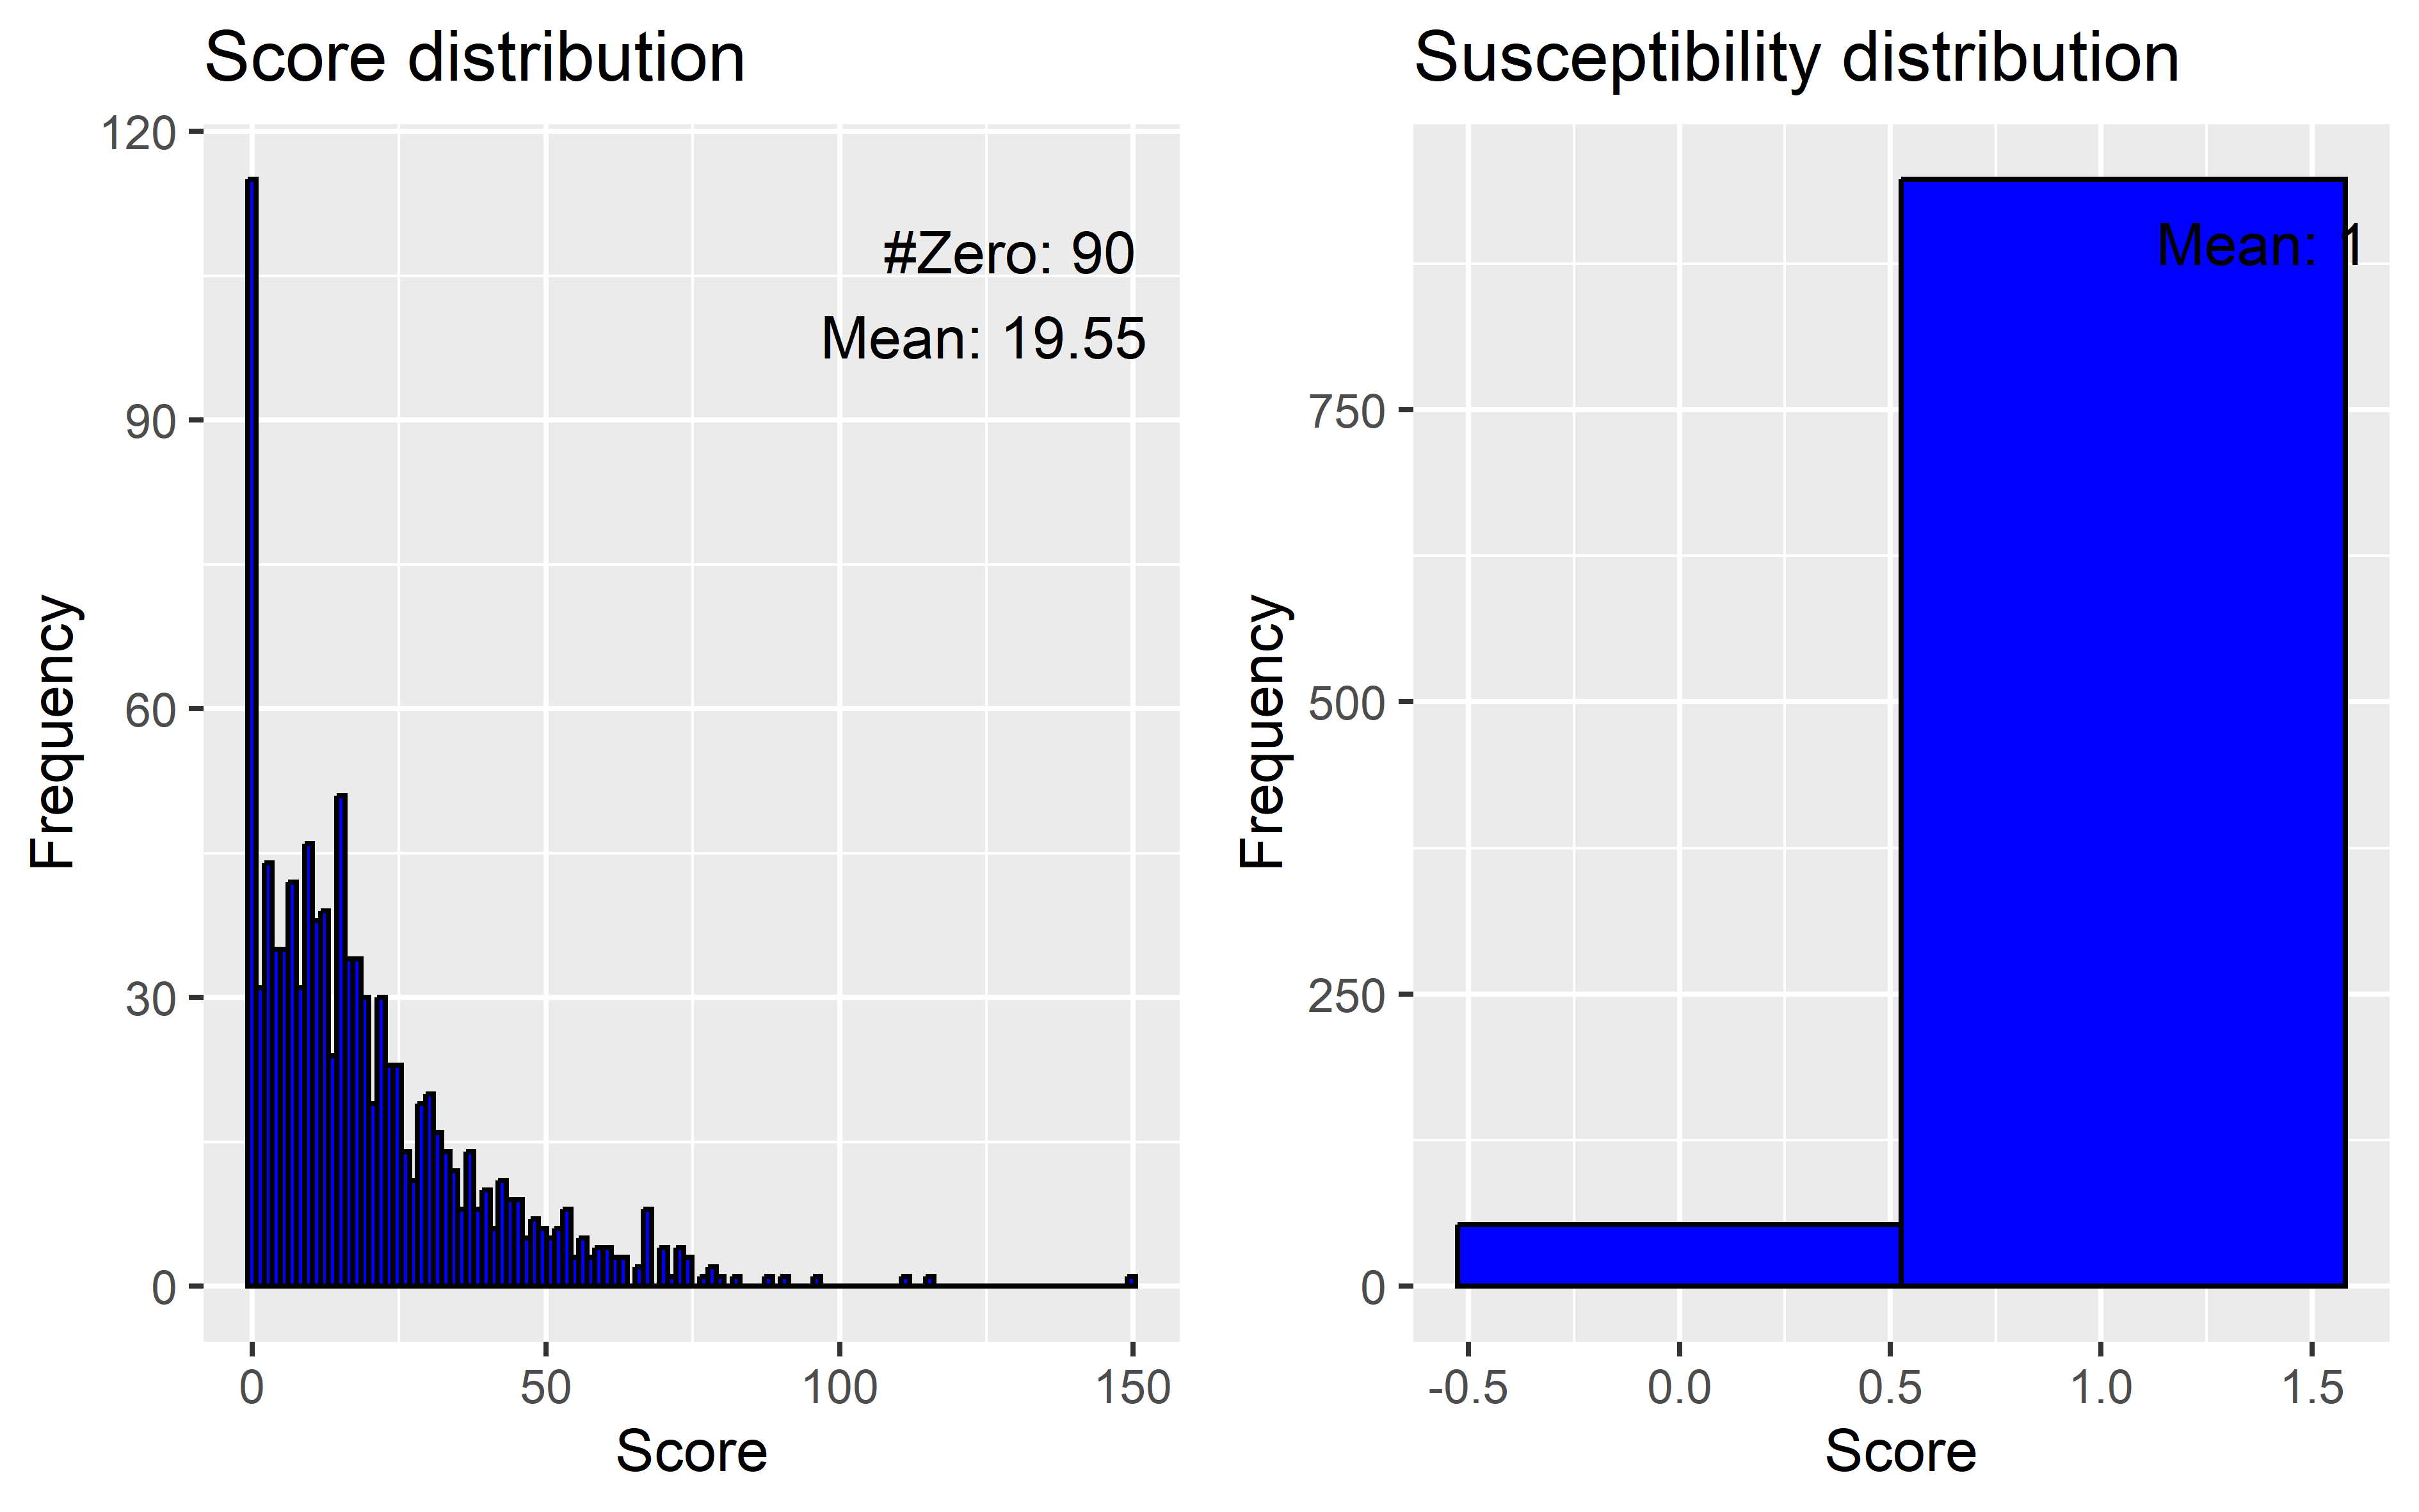 Score distribution
#Zero: 90
Mean: 19.55
120
90
60
30
0
Frequency
0 50 100 150
Score
Susceptibility distribution
Mean: 1
750
500
250
0
Frequency
-0.5 0.0 0.5 1.0 1.5
Score